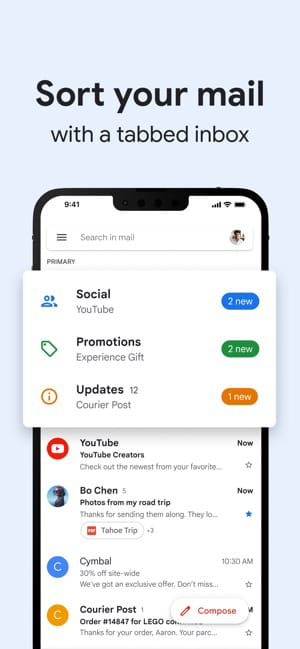 Sort your mail
with a tabbed inbox
9:41
Search in mail
PRIMARY
Social
YouTube
2 new
Promotions
Experience Gift
2 new
Updates 12
Courier Post
1 new
YouTube Now
YouTube Creators
Check out the newest from your favorite...
Bo Chen 5 Now
Photos from my road trip
Thanks for sending them along. They lo...
PDF Tahoe Trip +3
C
Cymbal 10:30 AM
30% off site-wide
We've got an exclusive offer. Don't miss...
C
Courier Post 1
Compose
Order #14847 for LEGO
Thanks for your order, Aaron. Your parc...